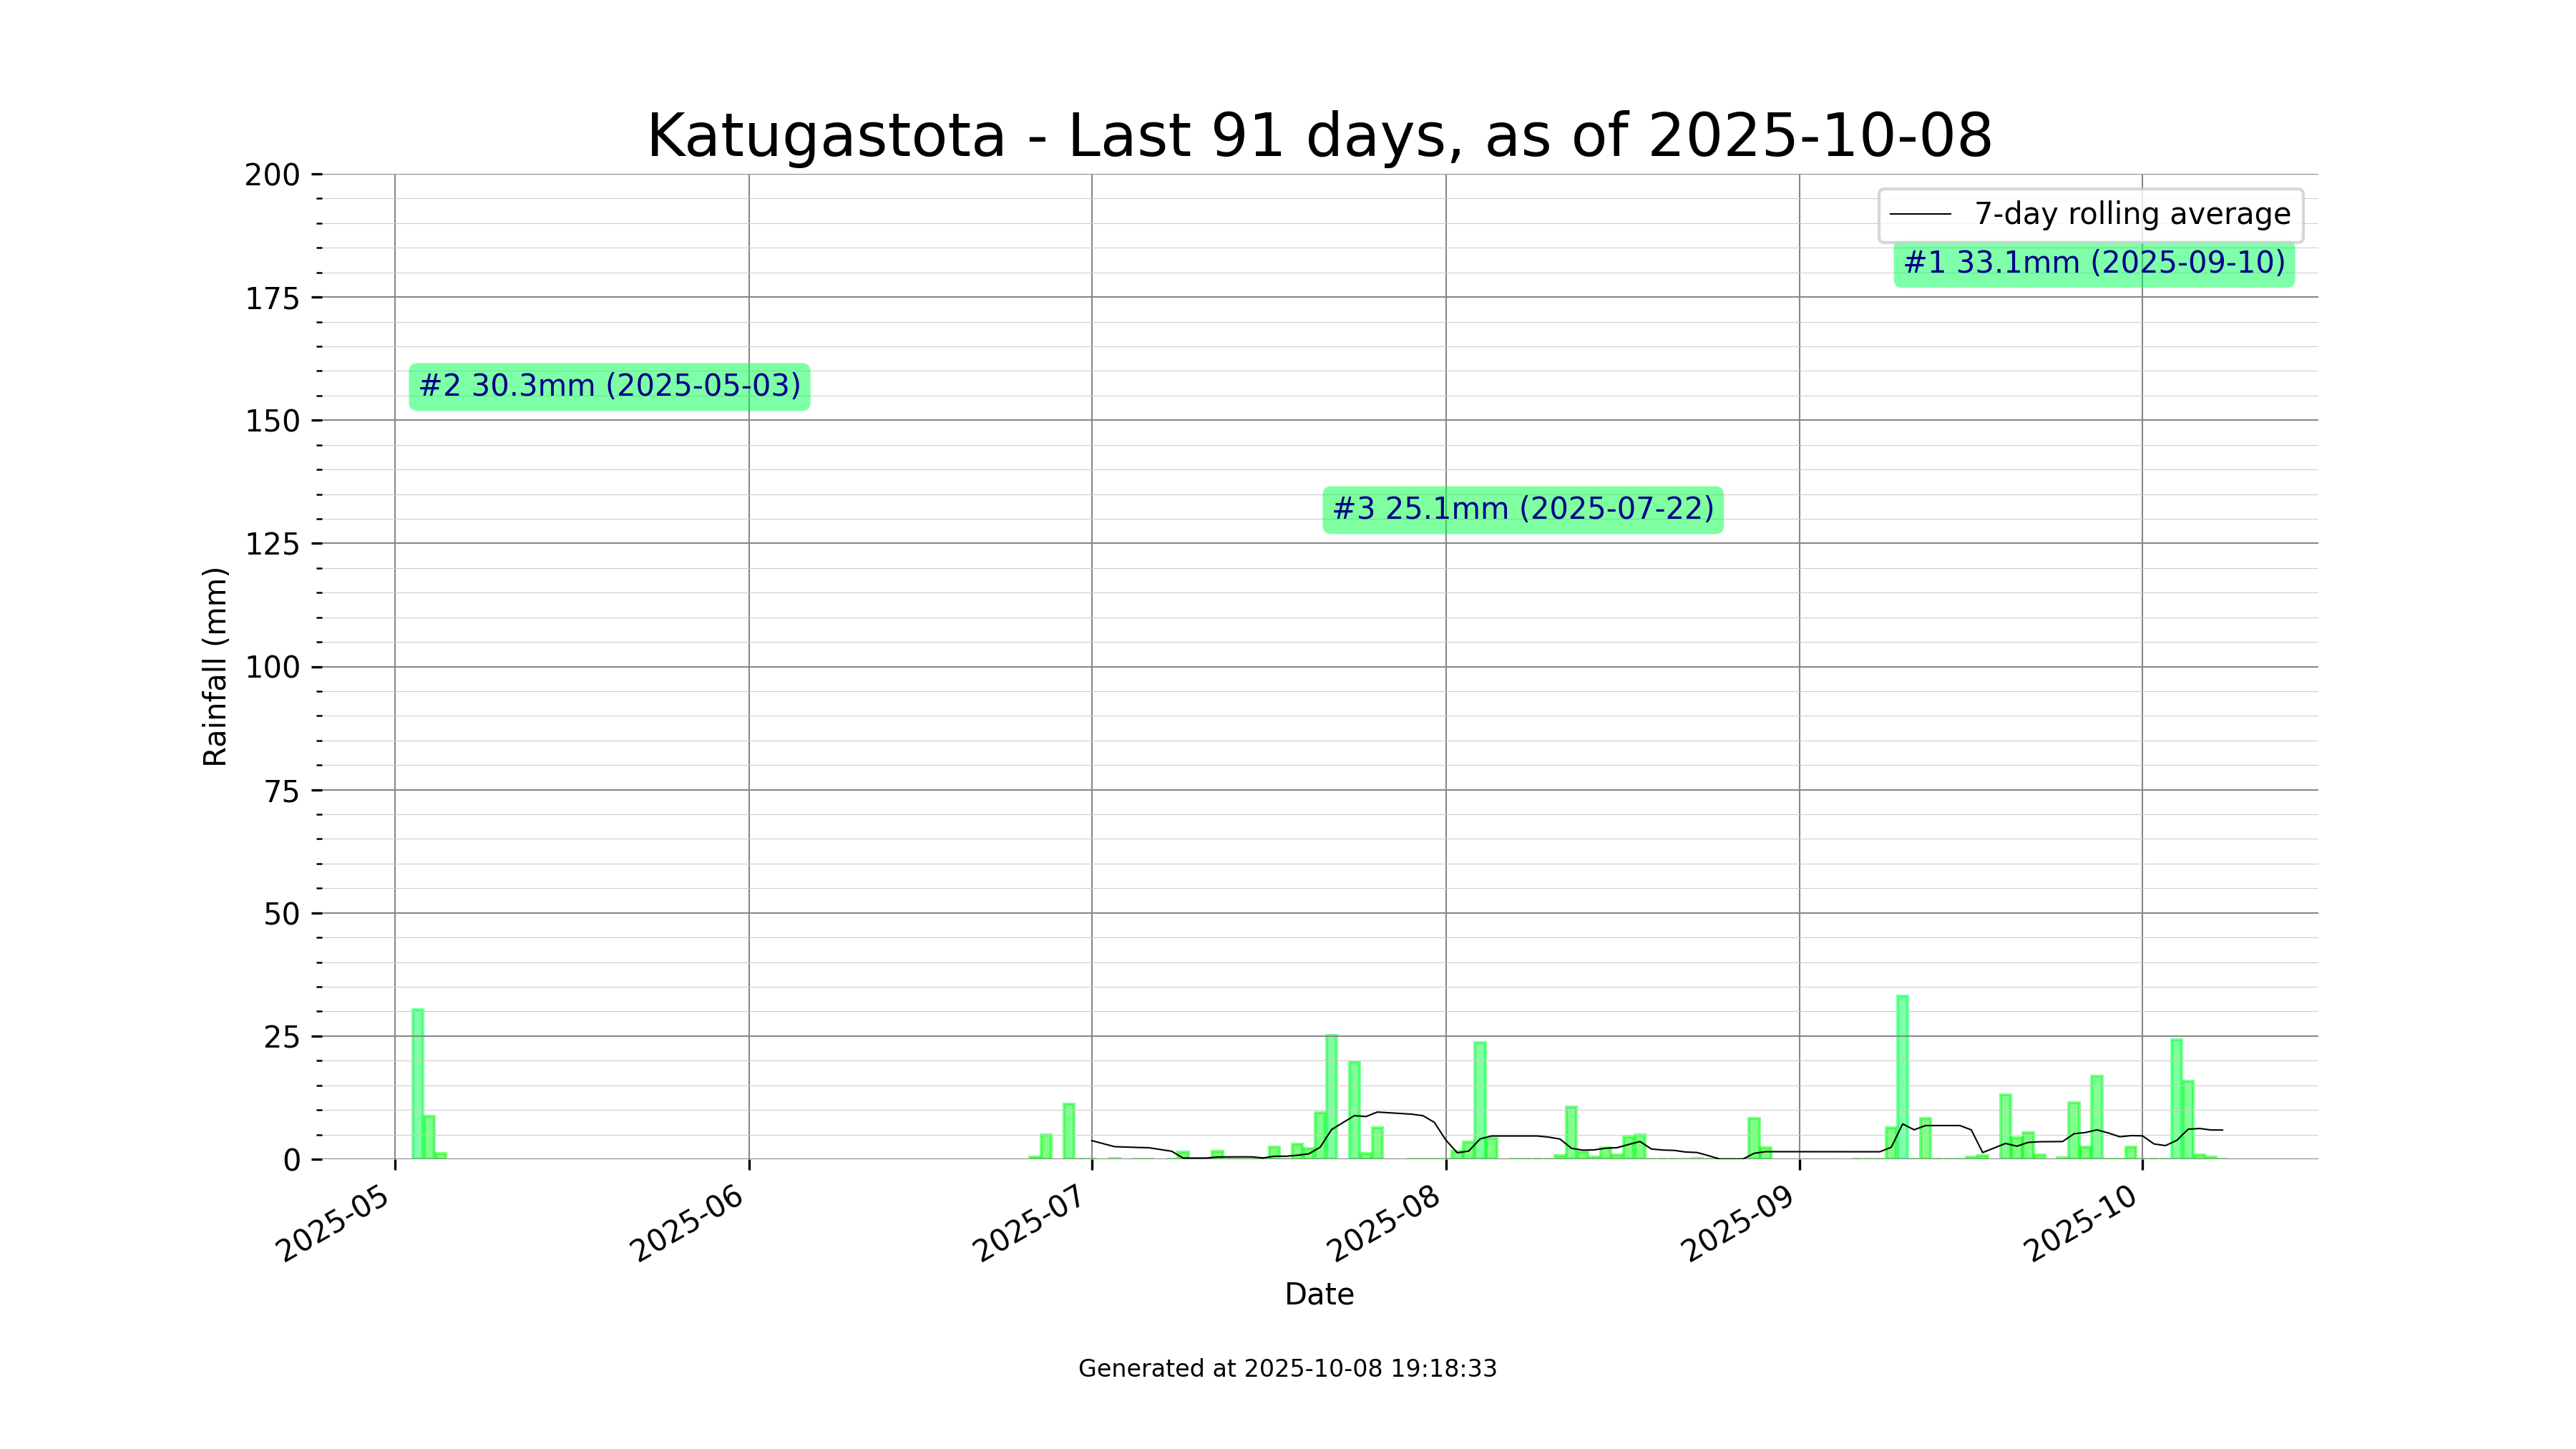 Katugastota - Last 91 days, as of 2025-10-08
200
175
150
125
100
75
50
25
0
Rainfall (mm)
7-day rolling average
#1 33.1mm (2025-09-10)
#2 30.3mm (2025-05-03)
#3 25.1mm (2025-07-22)
2025-05
2025-06
2025-07
2025-08
2025-09
2025-10
Date
Generated at 2025-10-08 19:18:33